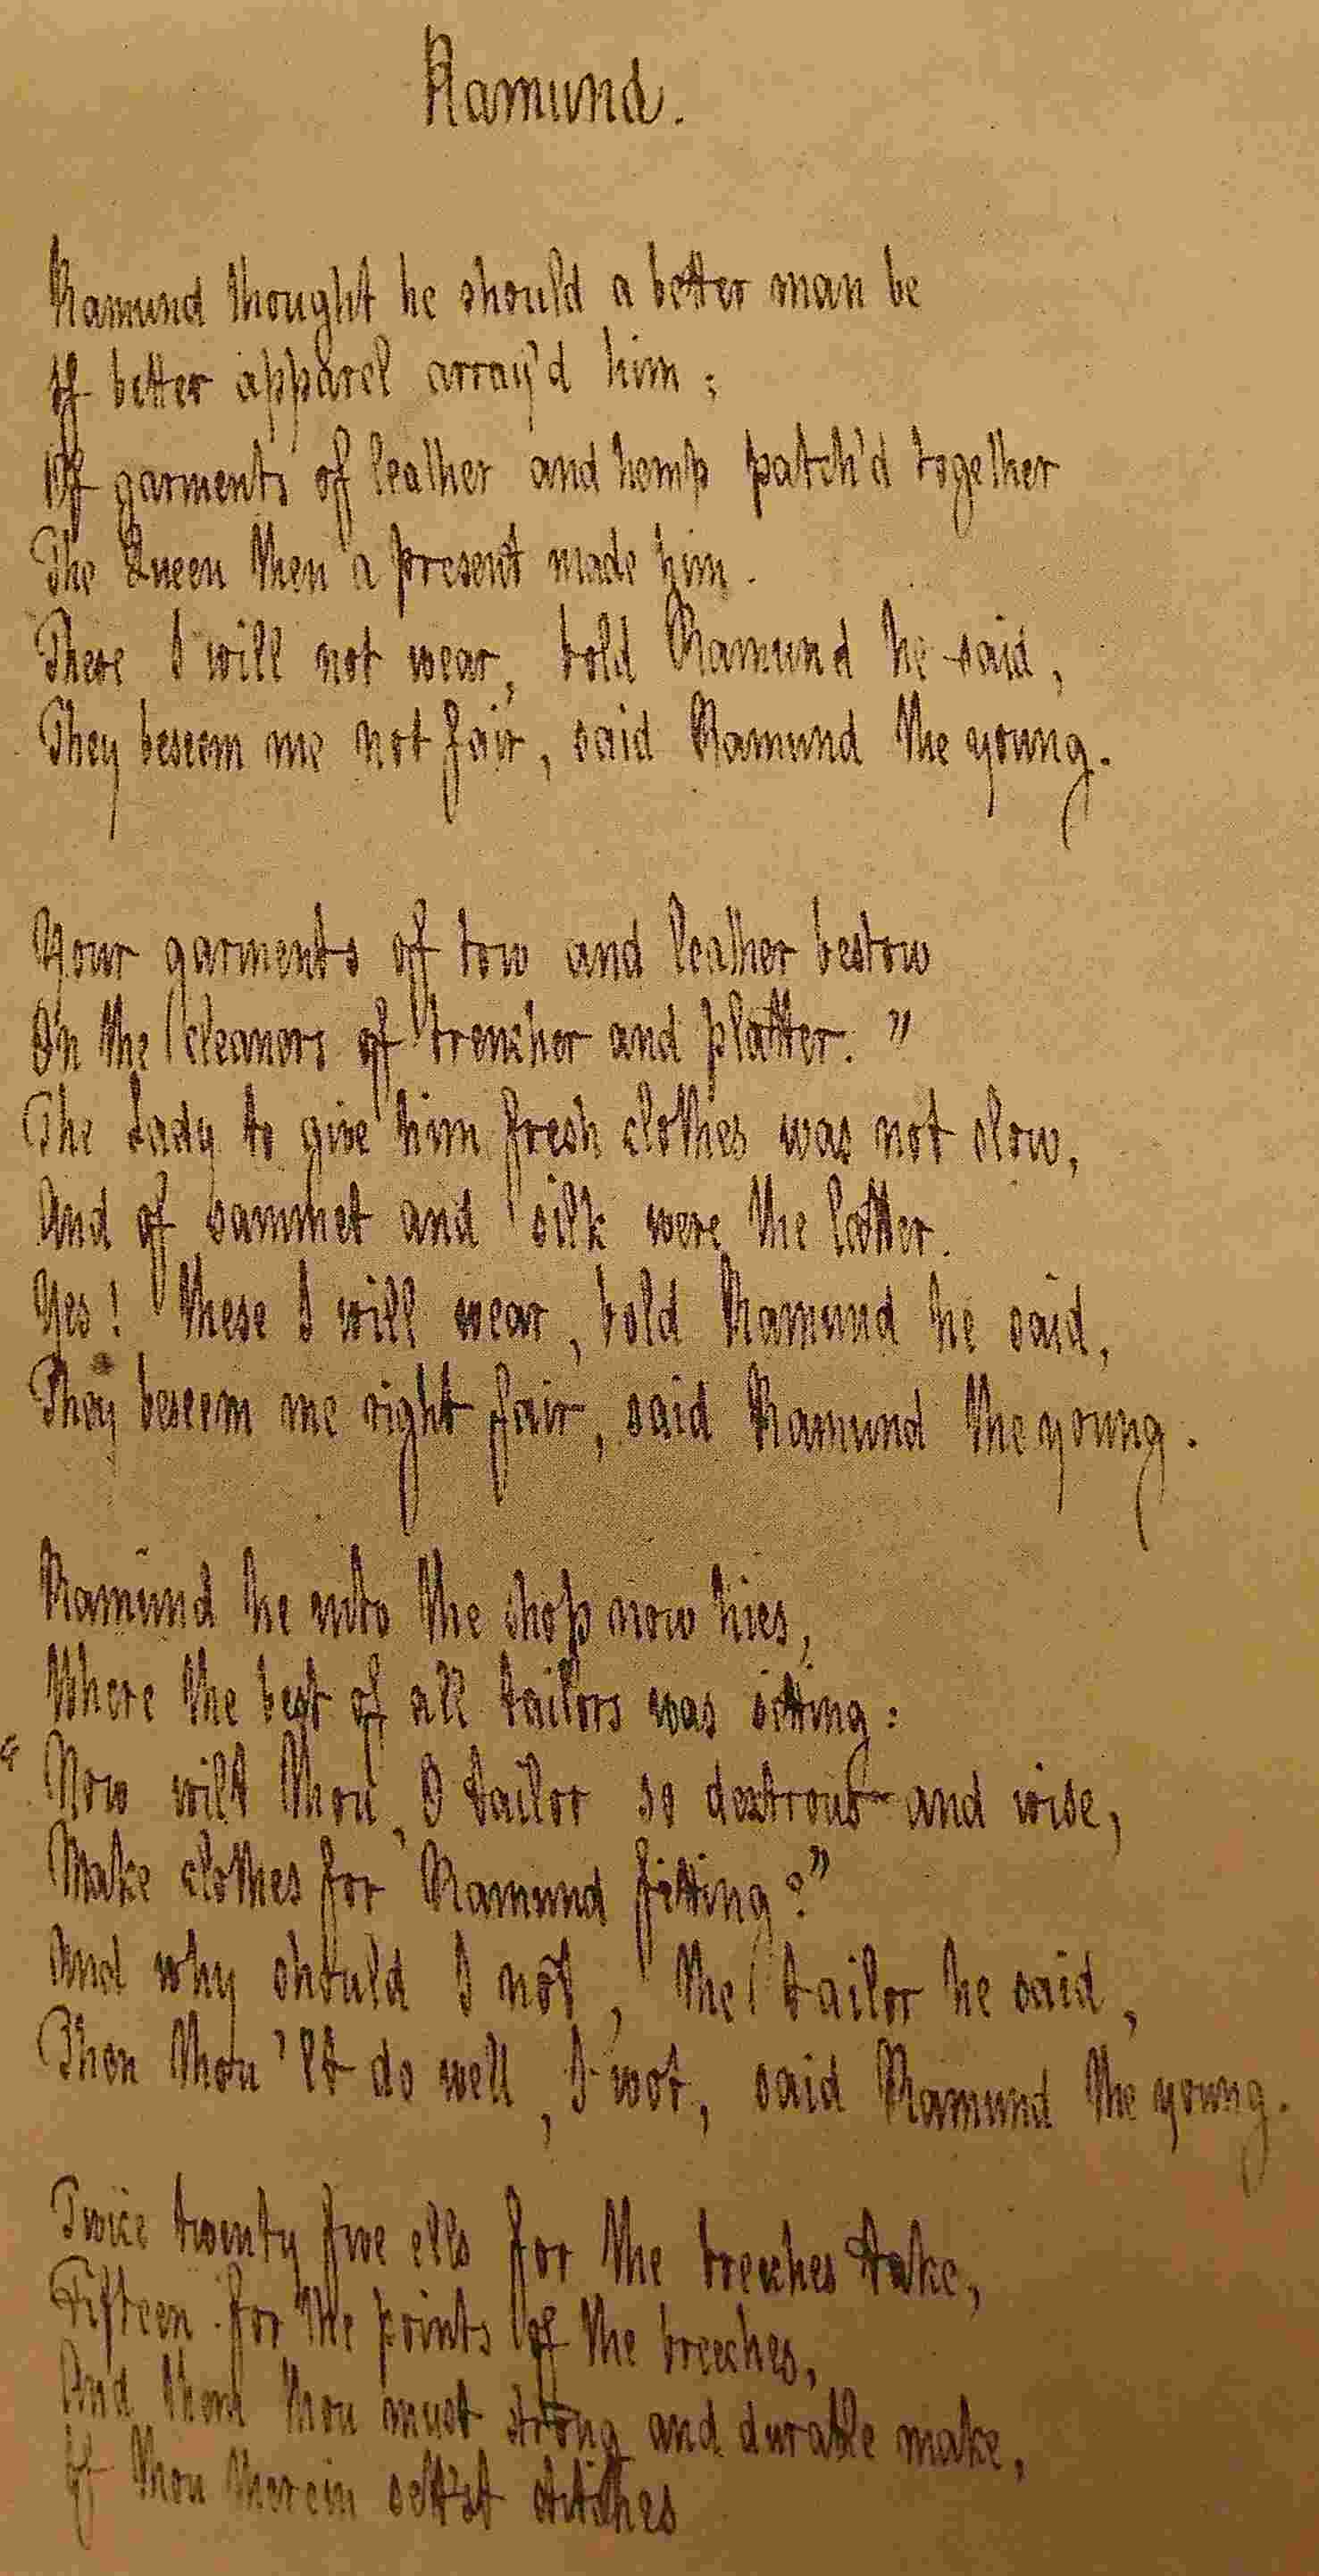 Ramund.
Ramund thought he should a better man be
If better apparel array'd him;
Of garments of leather and hemp patch'd together
The Queen then a present made him.
These I will not wear, bold Ramund he said,
They beseem me not fair, said Ramund the young.
Your garments of tow and leather bestow
On the cleaners of trencher and platter."
The Lady to give him fresh clothes was not slow,
And of sammet and silk were the latter.
Yes! these I will wear, bold Ramund he said,
They beseem me right fair, said Ramund the young.
Ramund he into the shop now hies,
Where the best of all tailors was sitting:
"Now wilt thou, O tailor so dextrous and wise,
Make clothes for Ramund fitting?"
And why should I not, the tailor he said,
Then thou'lt do well, I wot, said Ramund the young.
Twice twenty five ells for the breeches take,
Fifteen for the points of the breeches,
And them thou must strong and durable make,
If thou therein sett'st stitches